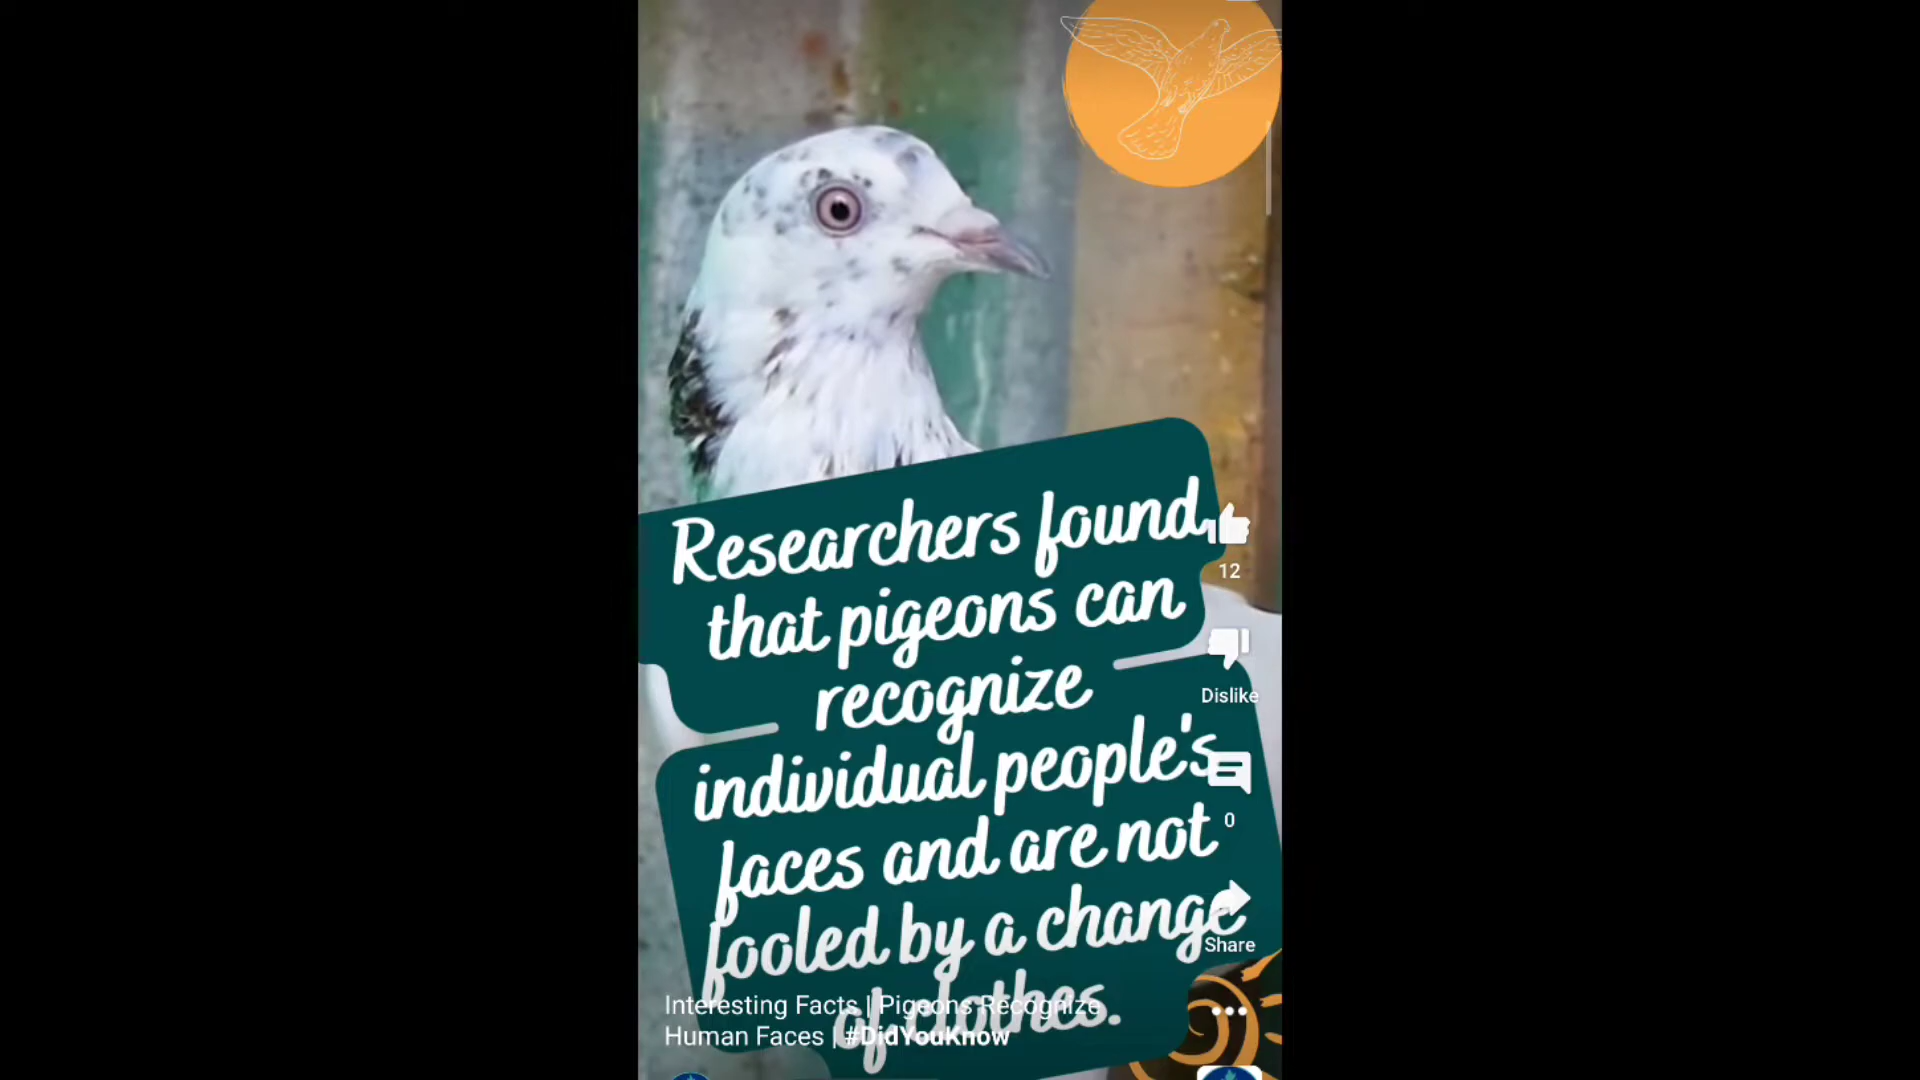 Researchers found
that pigeons can
recognize
individual people's
faces and are not
fooled by a change
of clothes.
12
Dislike
0
Share
Interesting Facts | Pigeons Recognize
Human Faces | #DidYouKnow